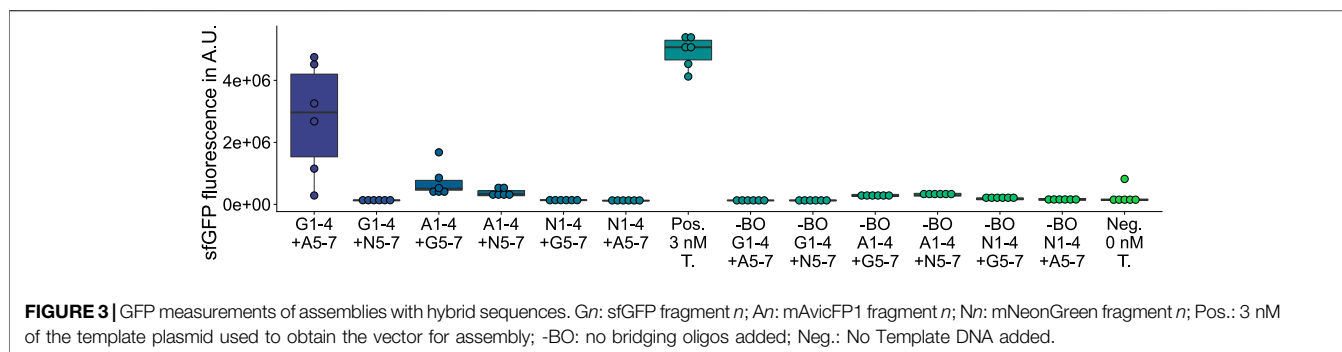 sfGFP fluorescence in A.U.
4e+06
2e+06
0e+00
G1-4 G1-4 A1-4 A1-4 N1-4 N1-4 Pos. -BO -BO -BO -BO -BO -BO Neg.
+A5-7 +N5-7 +G5-7 +N5-7 +G5-7 +A5-7 3 nM G1-4 G1-4 A1-4 A1-4 N1-4 N1-4 0 nM
T. +A5-7 +N5-7 +G5-7 +N5-7 +G5-7 +A5-7 T.
FIGURE 3 | GFP measurements of assemblies with hybrid sequences. Gn: sfGFP fragment n; An: mAvicFP1 fragment n; Nn: mNeonGreen fragment n; Pos.: 3 nM
of the template plasmid used to obtain the vector for assembly; -BO: no bridging oligos added; Neg.: No Template DNA added.